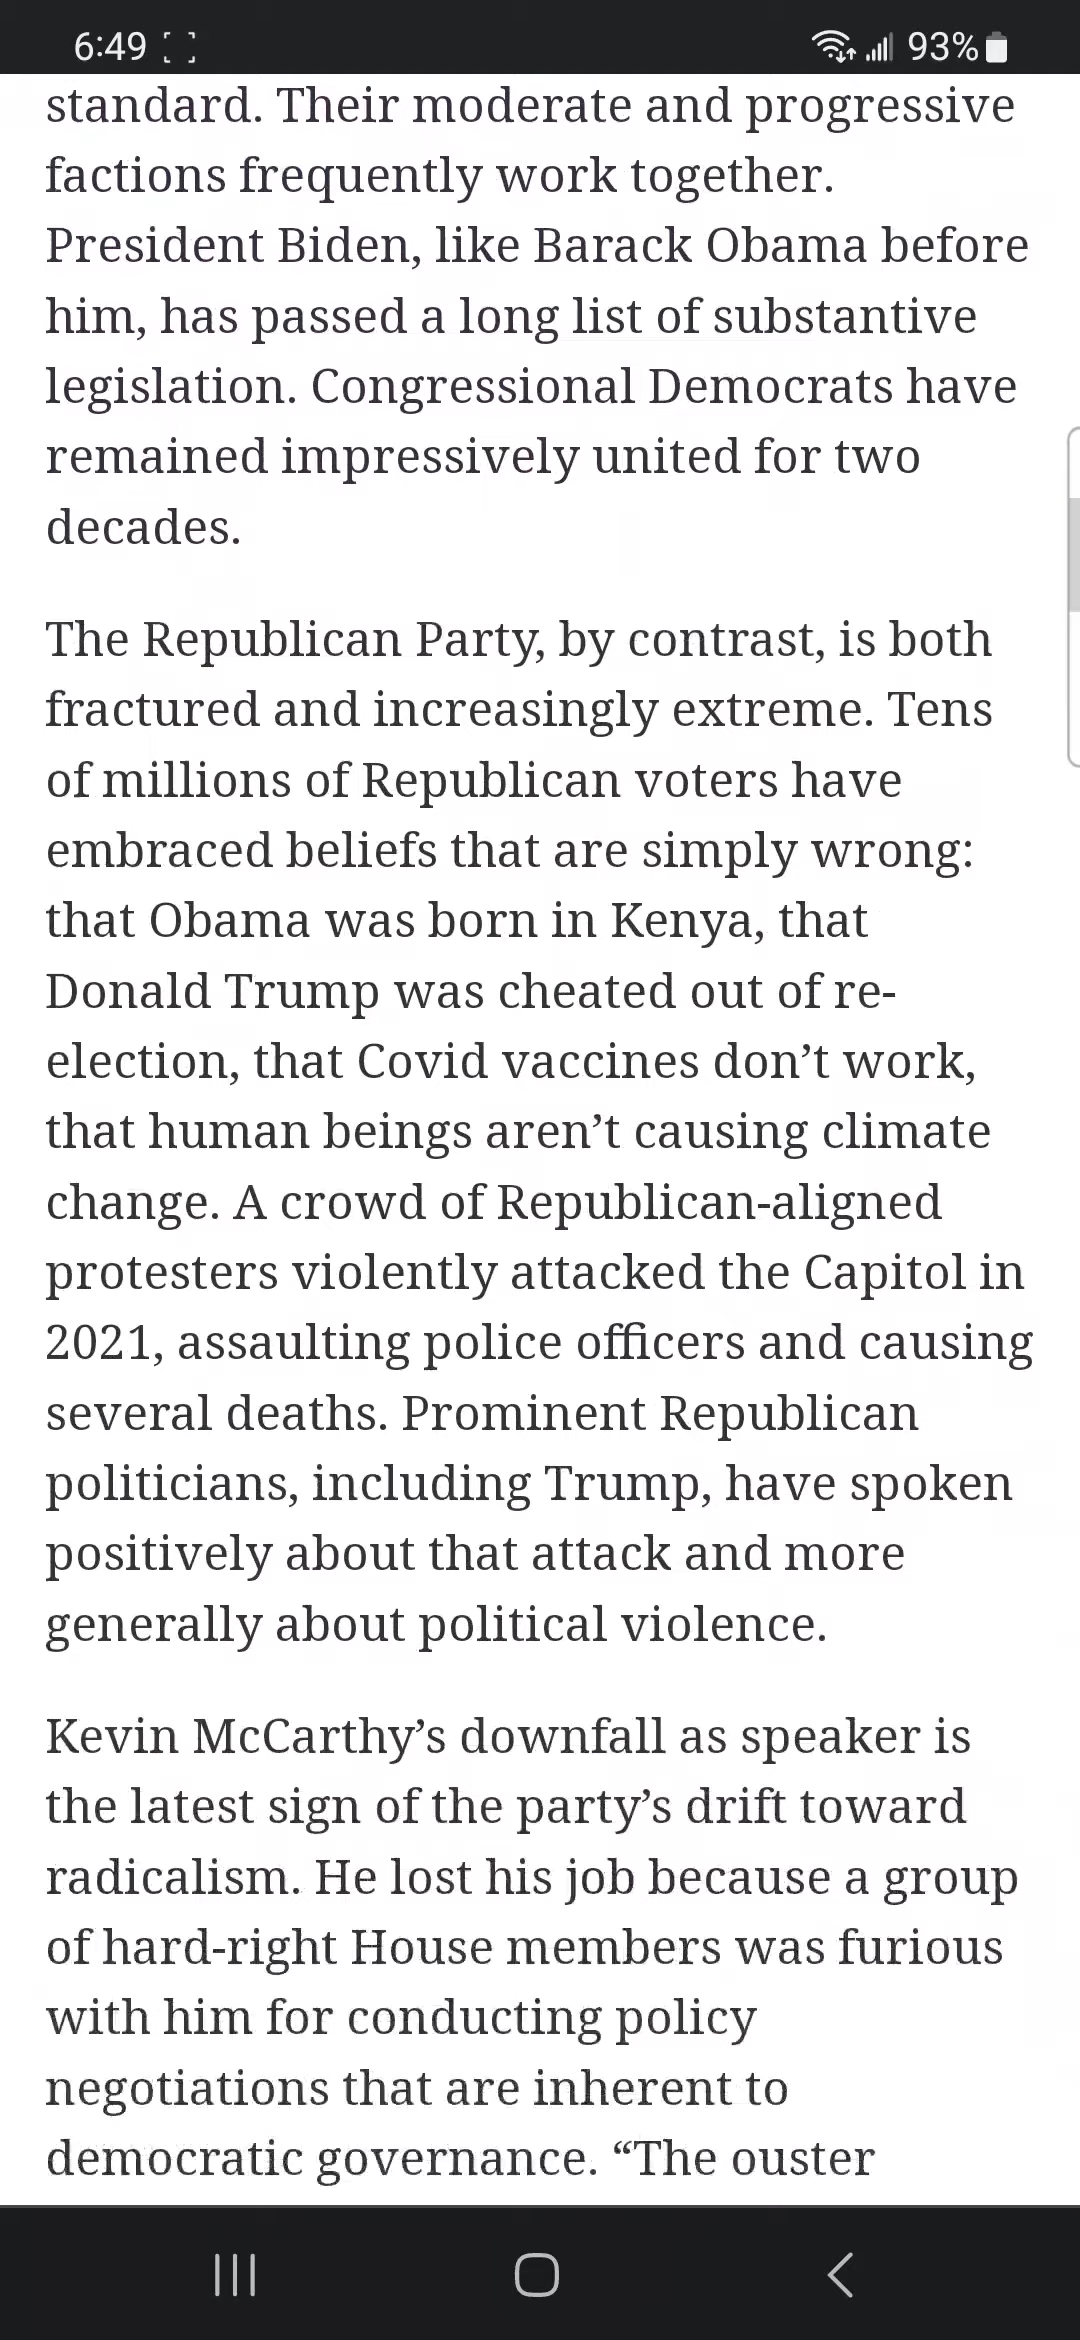 6:49
93%
standard. Their moderate and progressive
factions frequently work together.
President Biden, like Barack Obama before
him, has passed a long list of substantive
legislation. Congressional Democrats have
remained impressively united for two
decades.
The Republican Party, by contrast, is both
fractured and increasingly extreme. Tens
of millions of Republican voters have
embraced beliefs that are simply wrong:
that Obama was born in Kenya, that
Donald Trump was cheated out of re-
election, that Covid vaccines don’t work,
that human beings aren’t causing climate
change. A crowd of Republican-aligned
protesters violently attacked the Capitol in
2021, assaulting police officers and causing
several deaths. Prominent Republican
politicians, including Trump, have spoken
positively about that attack and more
generally about political violence.
Kevin McCarthy’s downfall as speaker is
the latest sign of the party’s drift toward
radicalism. He lost his job because a group
of hard-right House members was furious
with him for conducting policy
negotiations that are inherent to
democratic governance. “The ouster